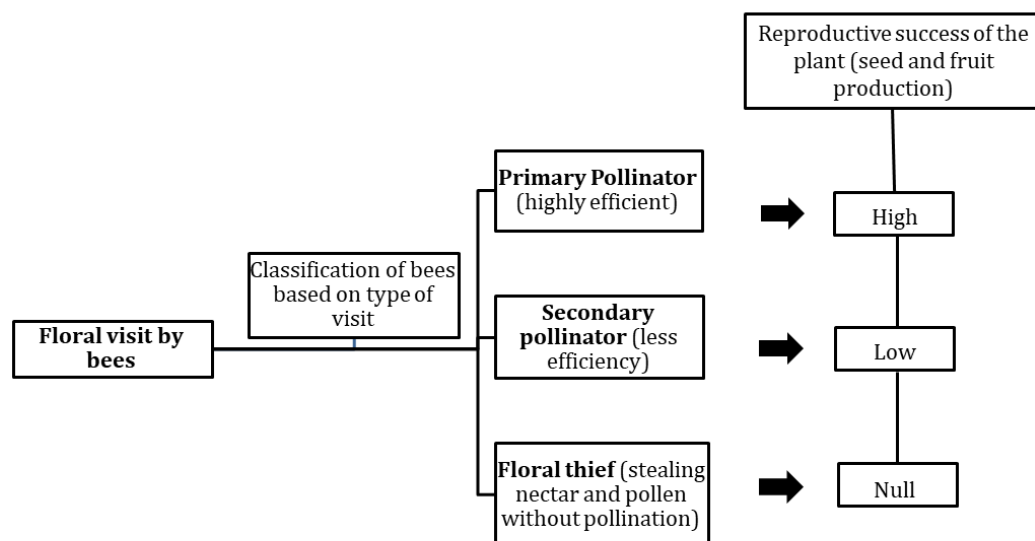 Reproductive success of the
plant (seed and fruit
production)
Primary Pollinator
(highly efficient)
High
Classification of bees
based on type of
visit
Floral visit by
bees
Secondary
pollinator (less
efficiency)
Low
Floral thief (stealing
nectar and pollen
without pollination)
Null